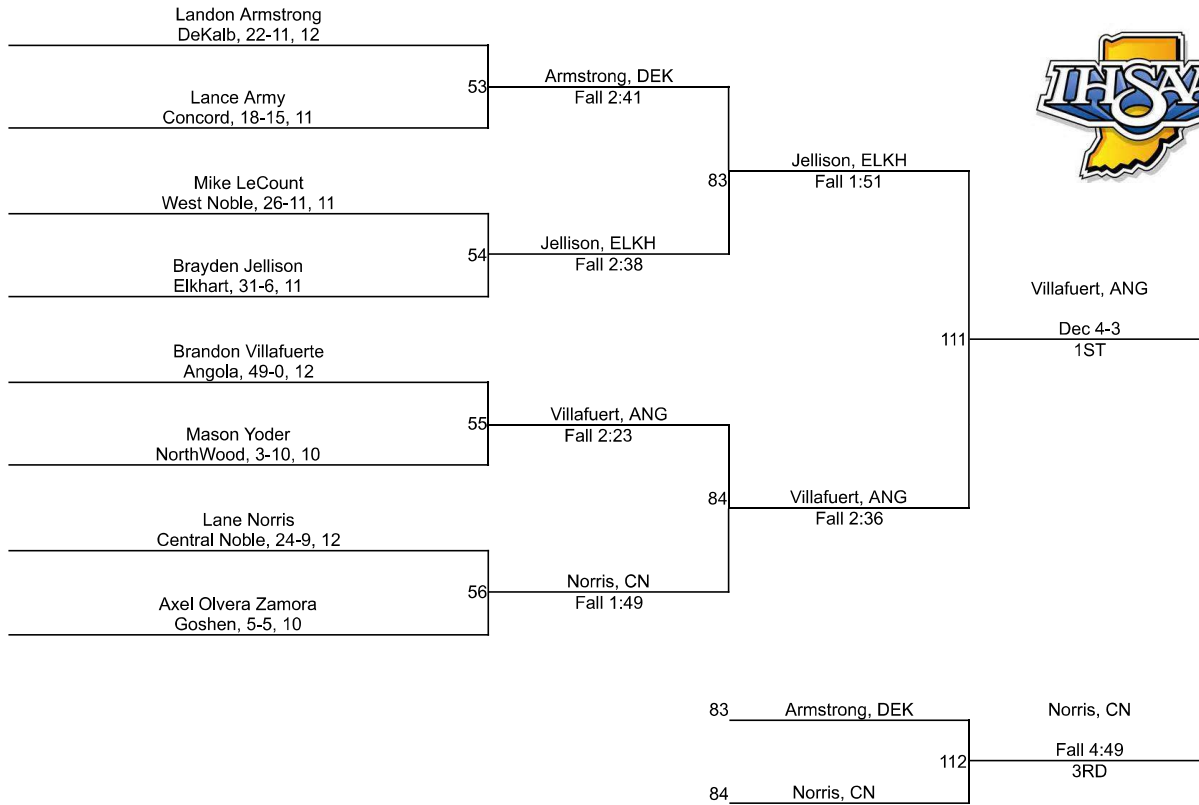 Landon Armstrong
DeKalb, 22-11, 12
Lance Army
Concord, 18-15, 11
53
Armstrong, DEK
Fall 2:41
Mike LeCount
West Noble, 26-11, 11
Brayden Jellison
Elkhart, 31-6, 11
54
Jellison, ELKH
Fall 2:38
83
Jellison, ELKH
Fall 1:51
Brandon Villafuerte
Angola, 49-0, 12
Mason Yoder
NorthWood, 3-10, 10
55
Villafuert, ANG
Fall 2:23
Lane Norris
Central Noble, 24-9, 12
Axel Olvera Zamora
Goshen, 5-5, 10
56
Norris, CN
Fall 1:49
84
Villafuert, ANG
Fall 2:36
111
Villafuert, ANG
Dec 4-3
1ST
IHSAA
83
Armstrong, DEK
84
Norris, CN
112
Norris, CN
Fall 4:49
3RD